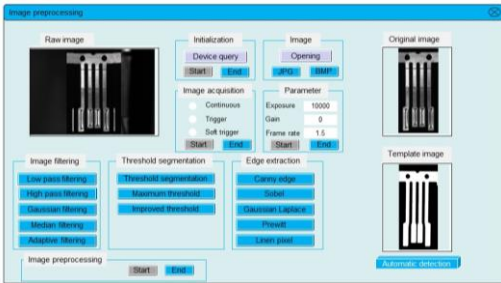 Image preprocessing
Raw image
Initialization
Device query
Start End
Image
Opening
JPG BMP
Original image
Image acquisition
Continuous
Trigger
Soft trigger
Start End
Parameter
Exposure 10000
Gain 0
Frame rate 1.5
Start End
Template image
Image filtering
Low pass filtering
High pass filtering
Gaussian filtering
Median filtering
Adaptive filtering
Threshold segmentation
Threshold segmentation
Maximum threshold
Improved threshold
Edge extraction
Canny edge
Sobel
Gaussian Laplace
Prewitt
Linen pixel
Automatic detection
Image preprocessing
Start End